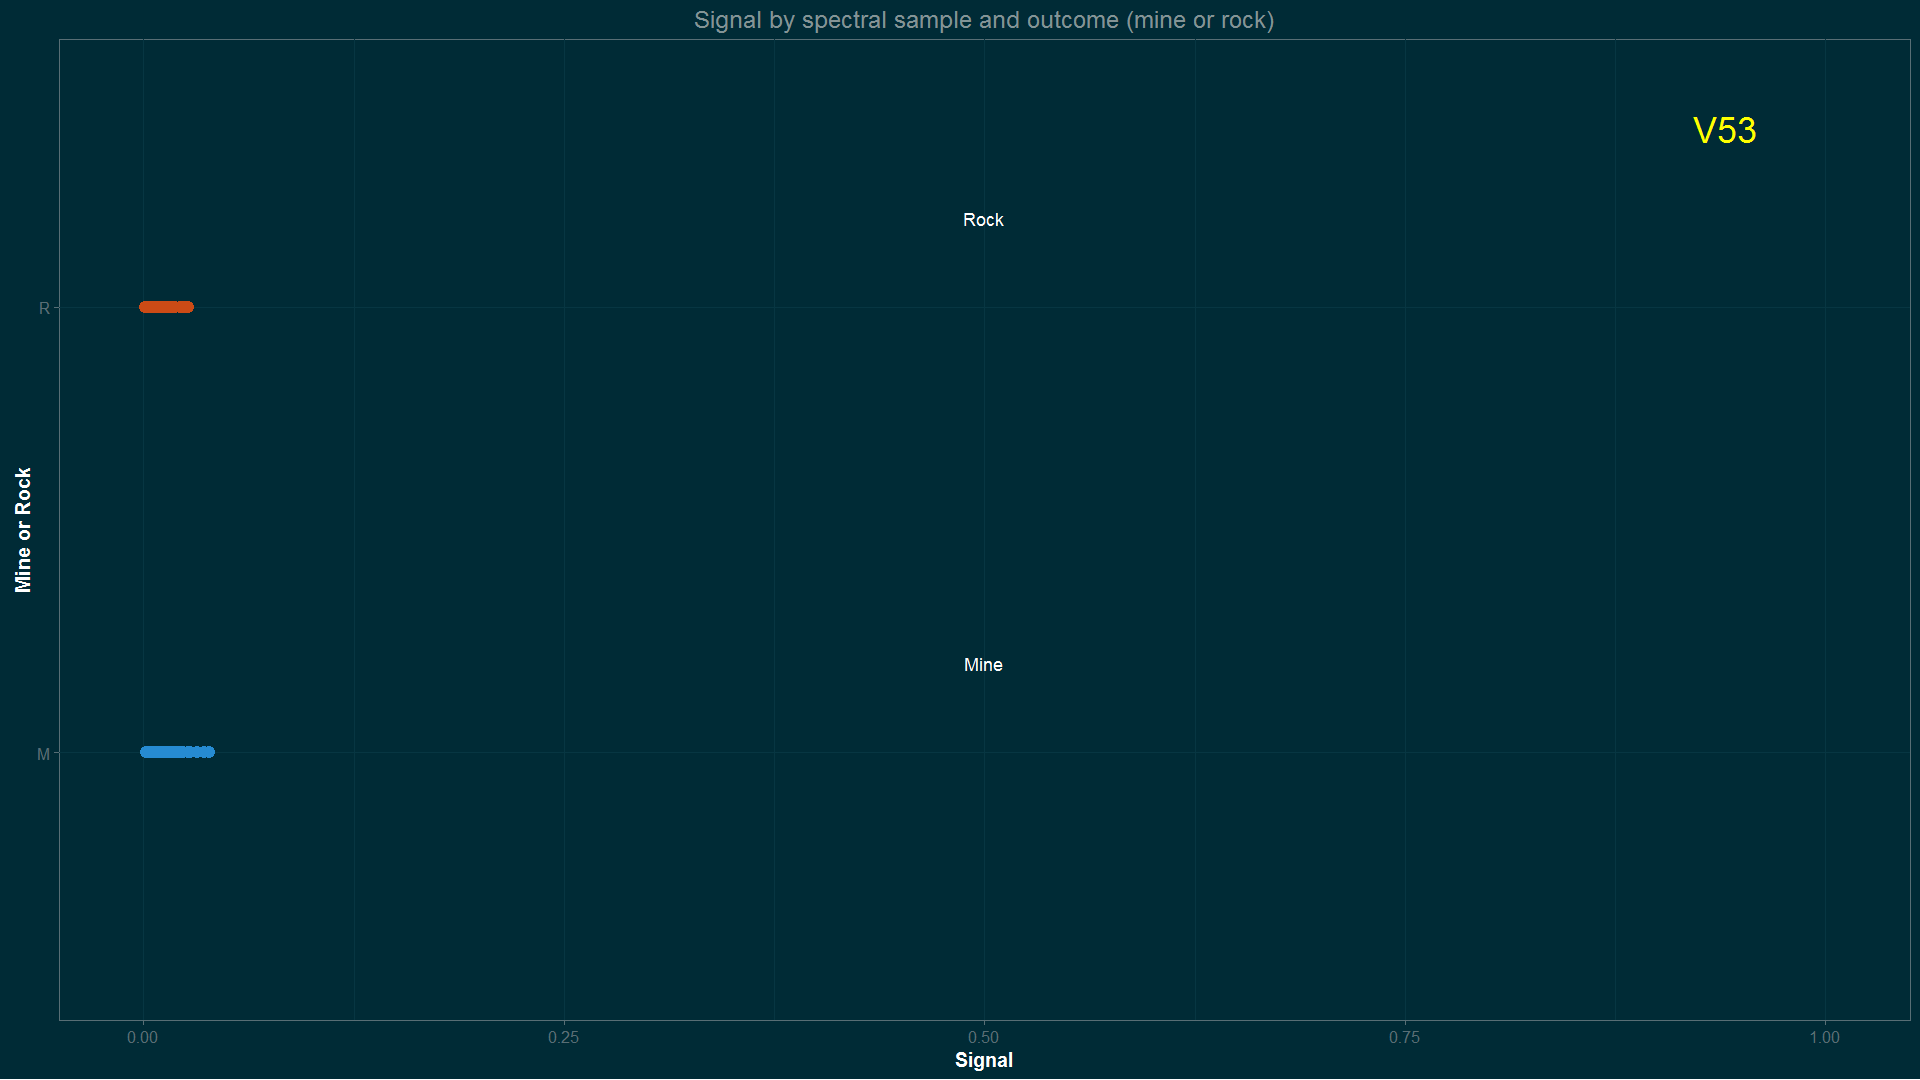 Signal by spectral sample and outcome (mine or rock)
V53
Rock
R
Mine or Rock
Mine
M
0.00 0.25 0.50 0.75 1.00
Signal